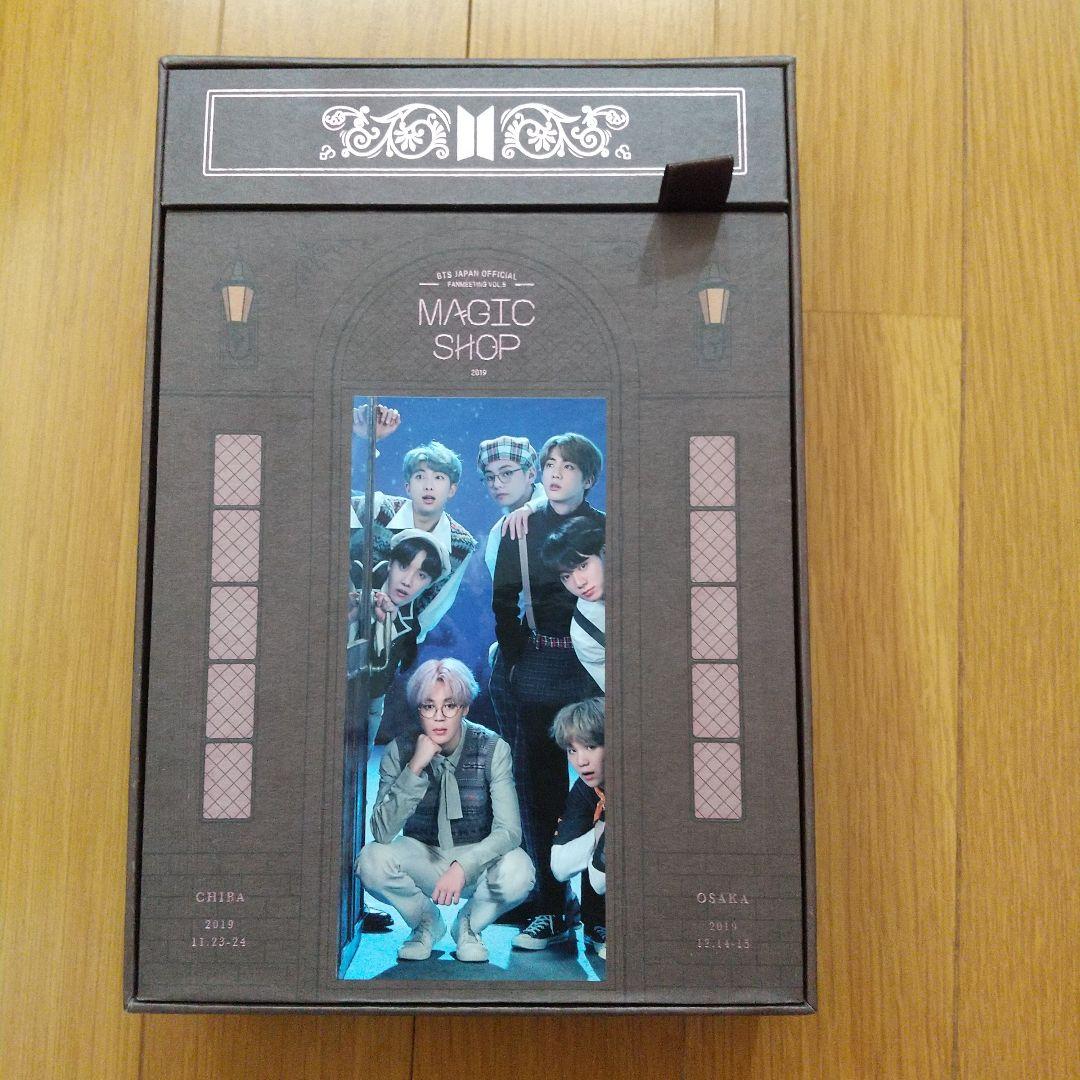 BTS JAPAN OFFICIAL
FANMEETING VOL.5
MAGIC
SHOP
2019
CHIBA
2019
11.23-24
OSAKA
2019
12.14-15